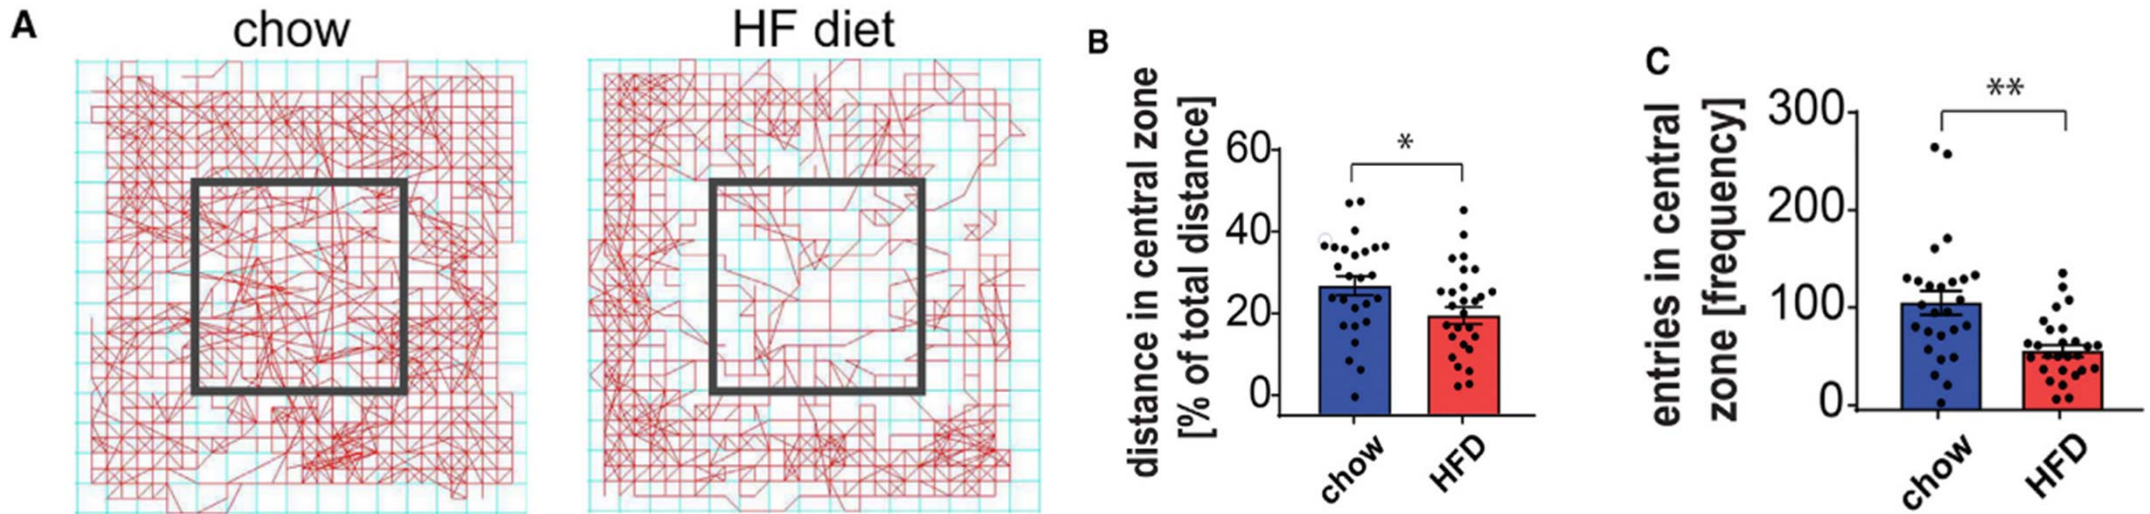 A
chow
HF diet
B
distance in central zone
[% of total distance]
60
40
20
0
*
chow
HFD
C
entries in central
zone [frequency]
300
200
100
0
**
chow
HFD